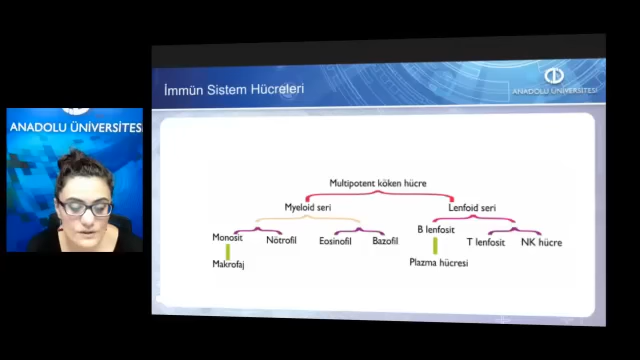 ANADOLU ÜNİVERSİTESİ
İmmün Sistem Hücreleri
ANADOLU ÜNİVERSİTESİ
Multipotent köken hücre
Myeloid seri
Lenfoid seri
Monosit
Nötrofil
Eosinofil
Bazofil
B lenfosit
T lenfosit
NK hücre
Makrofaj
Plazma hücresi